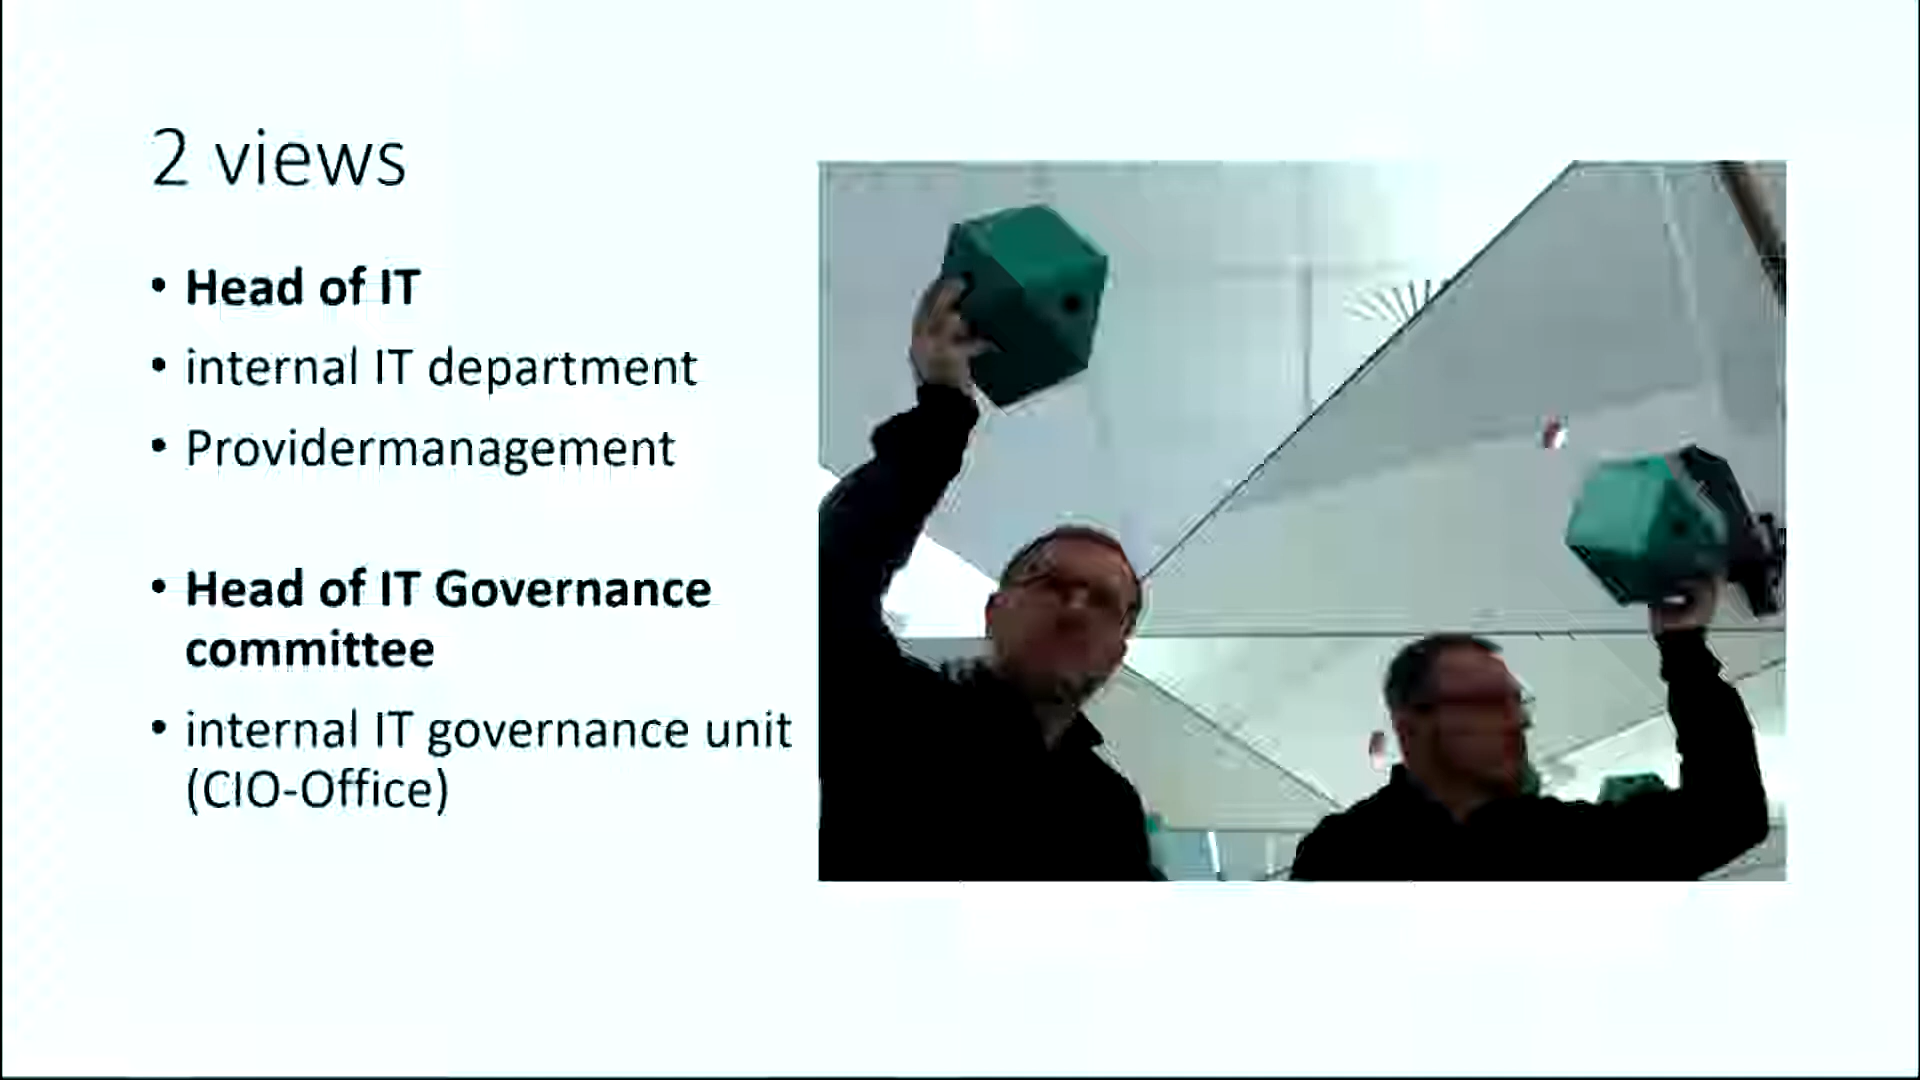 2 views
• Head of IT
• internal IT department
• Providermanagement
• Head of IT Governance
committee
• internal IT governance unit
(CIO-Office)